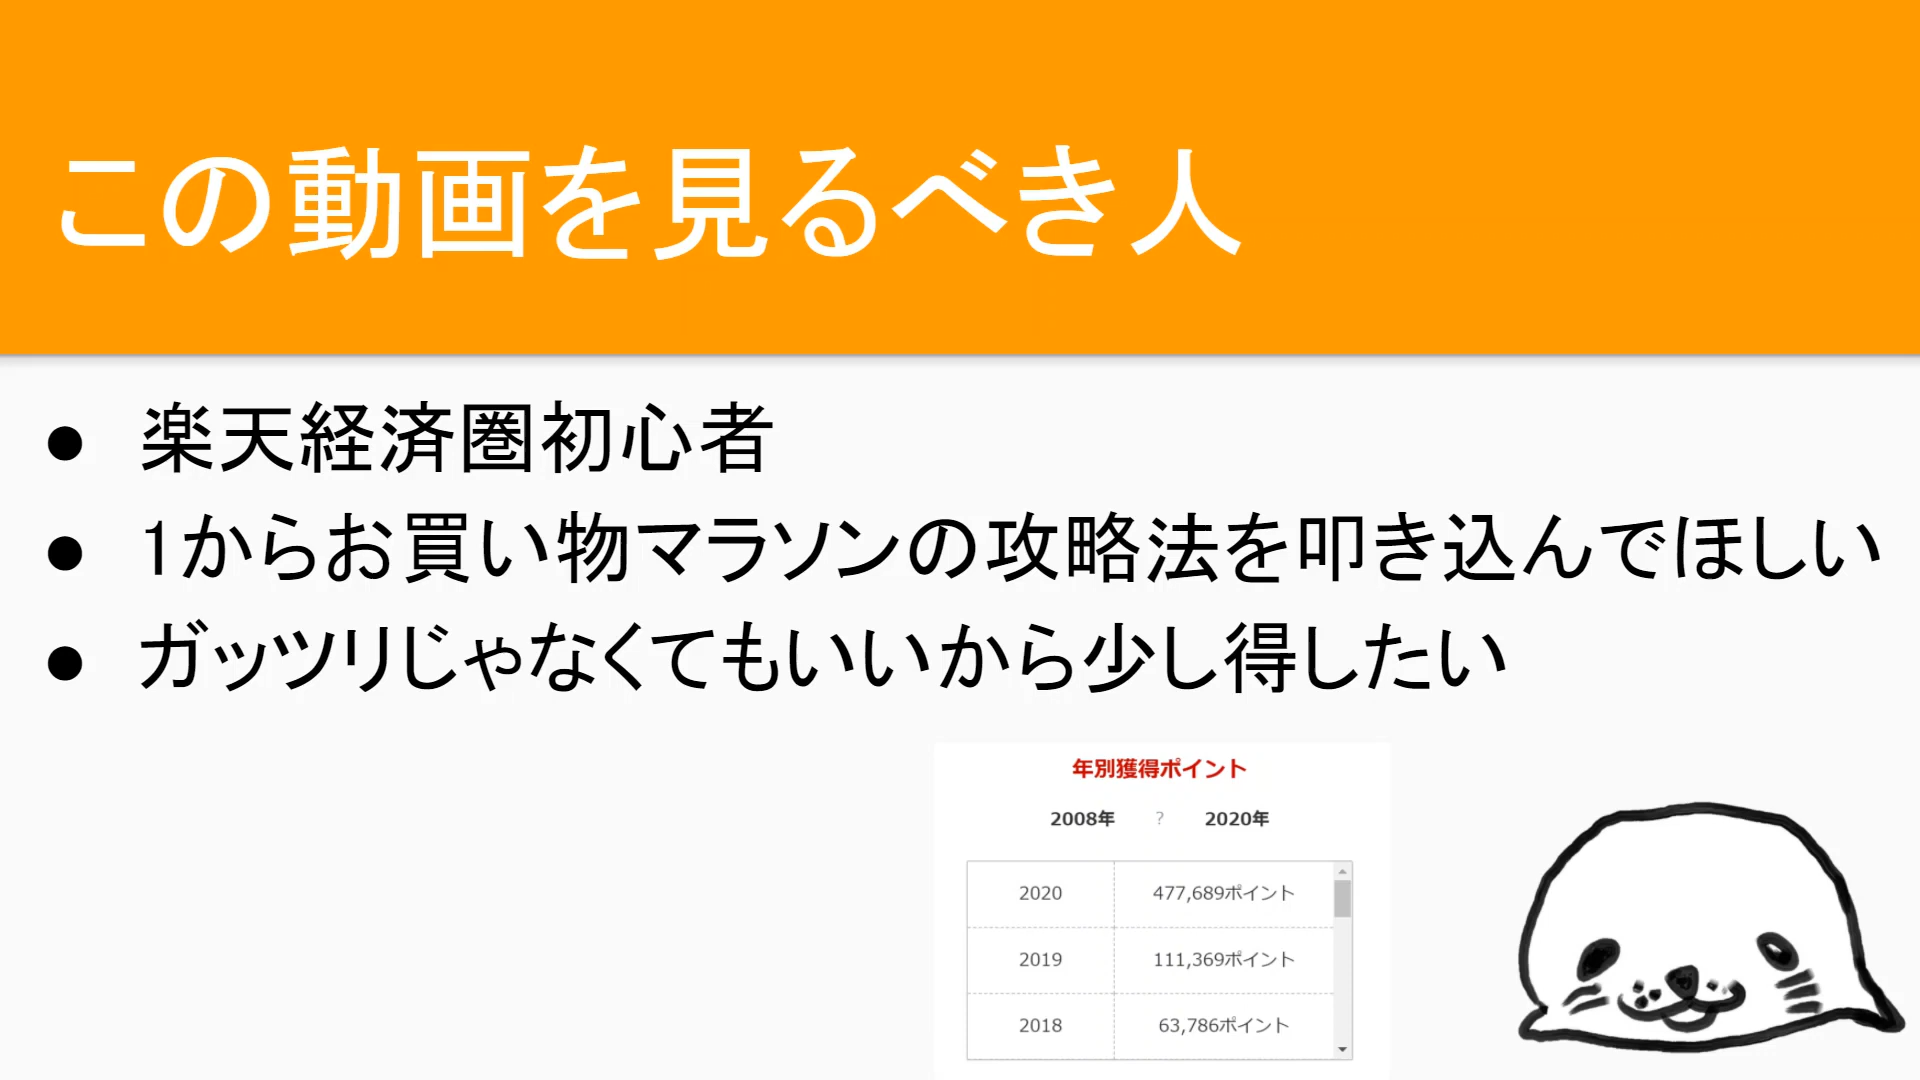 この動画を見るべき人
● 楽天経済圏初心者
● 1からお買い物マラソンの攻略法を叩き込んでほしい
● ガッツリじゃなくてもいいから少し得したい
年別獲得ポイント
2008年 ? 2020年
2020 477,689ポイント
2019 111,369ポイント
2018 63,786ポイント